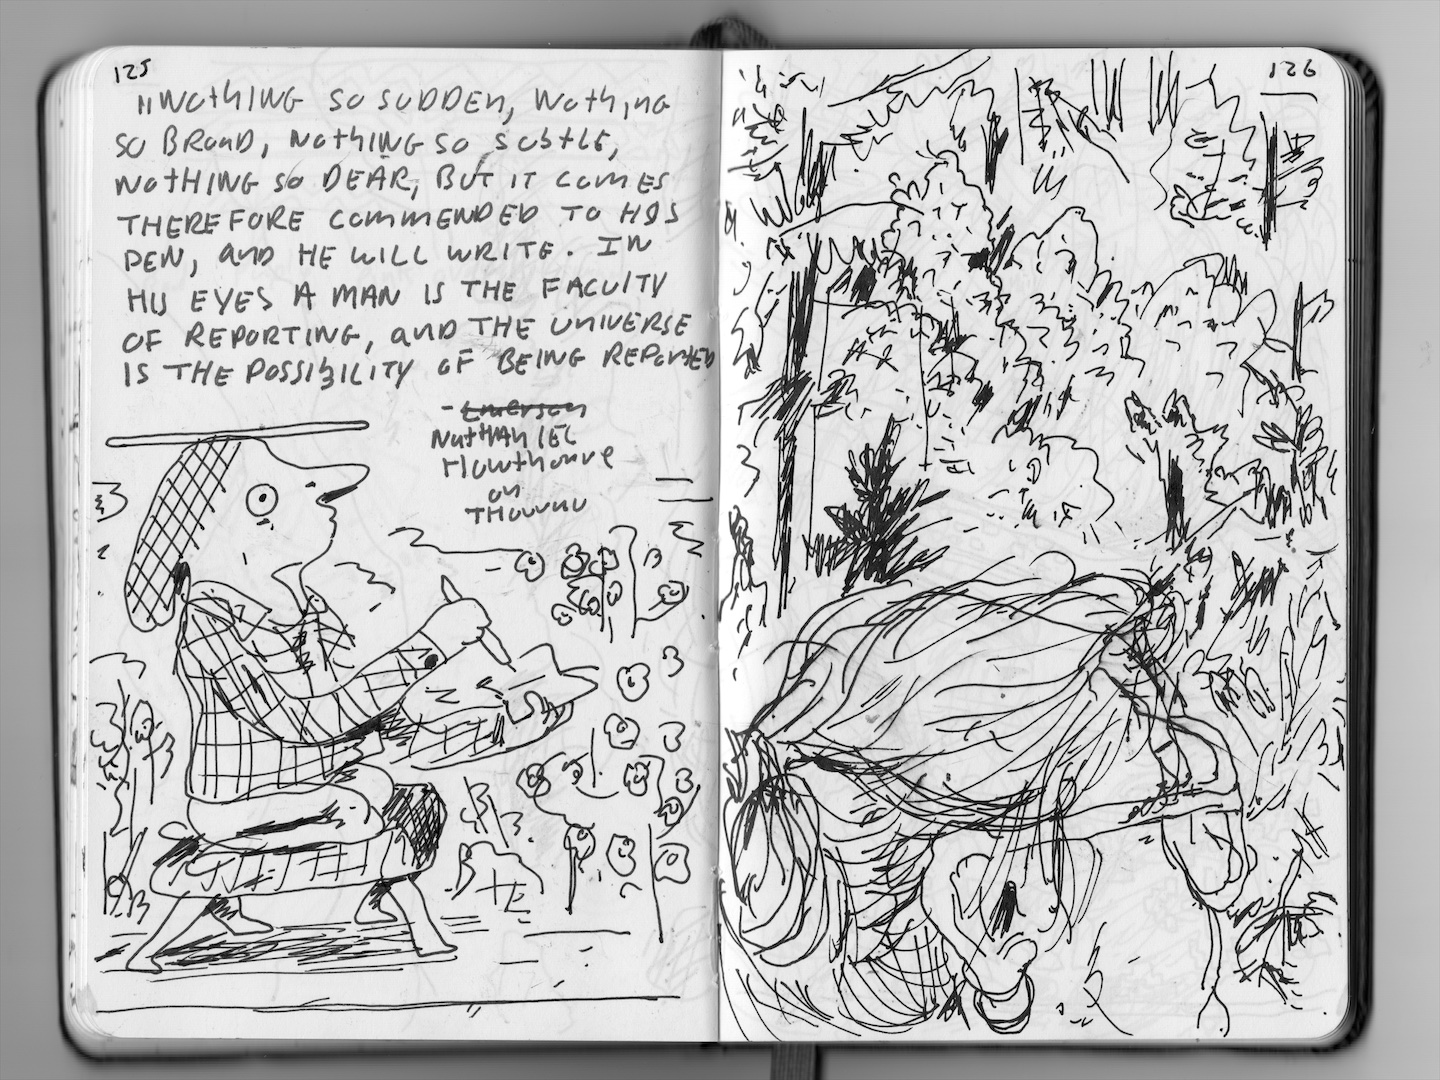 125
"NOTHING SO SUDDEN, NOTHING
SO BROAD, NOTHING SO SUBTLE,
NOTHING SO DEAR, BUT IT COMES
THEREFORE COMMENDED TO HIS
PEN, AND HE WILL WRITE. IN
HIS EYES A MAN IS THE FACULTY
OF REPORTING, AND THE UNIVERSE
IS THE POSSIBILITY OF BEING REPORTED
- Emerson
NATHANIEL
Hawthorne
on
THOREAU
126